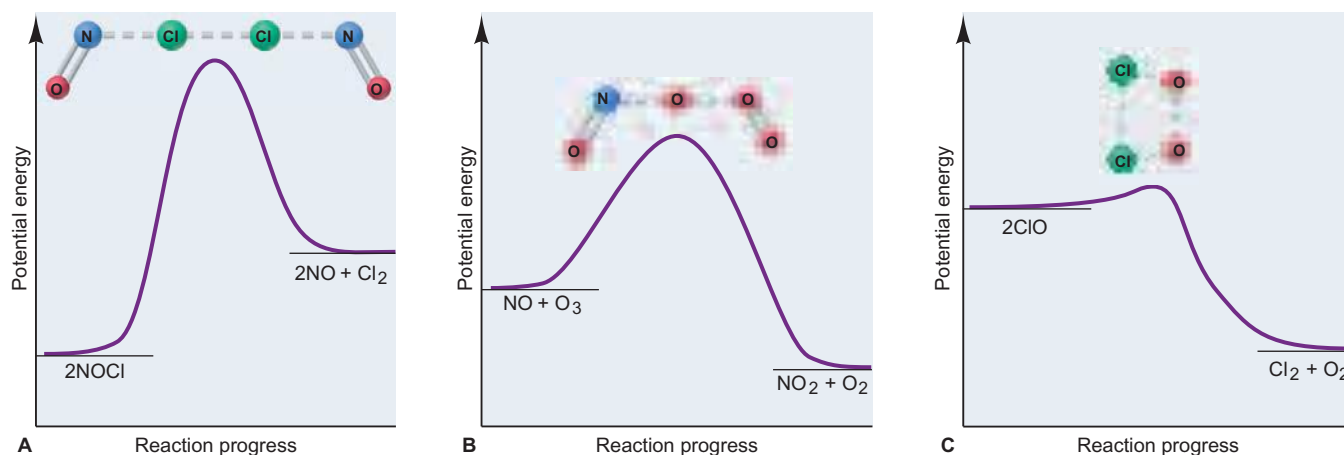 N Cl Cl N
O O
Potential energy
2NOCl
2NO + Cl₂
A Reaction progress
N O O
O O
Potential energy
NO + O₃
NO₂ + O₂
B Reaction progress
Cl O
Cl O
Potential energy
2ClO
Cl₂ + O₂
C Reaction progress